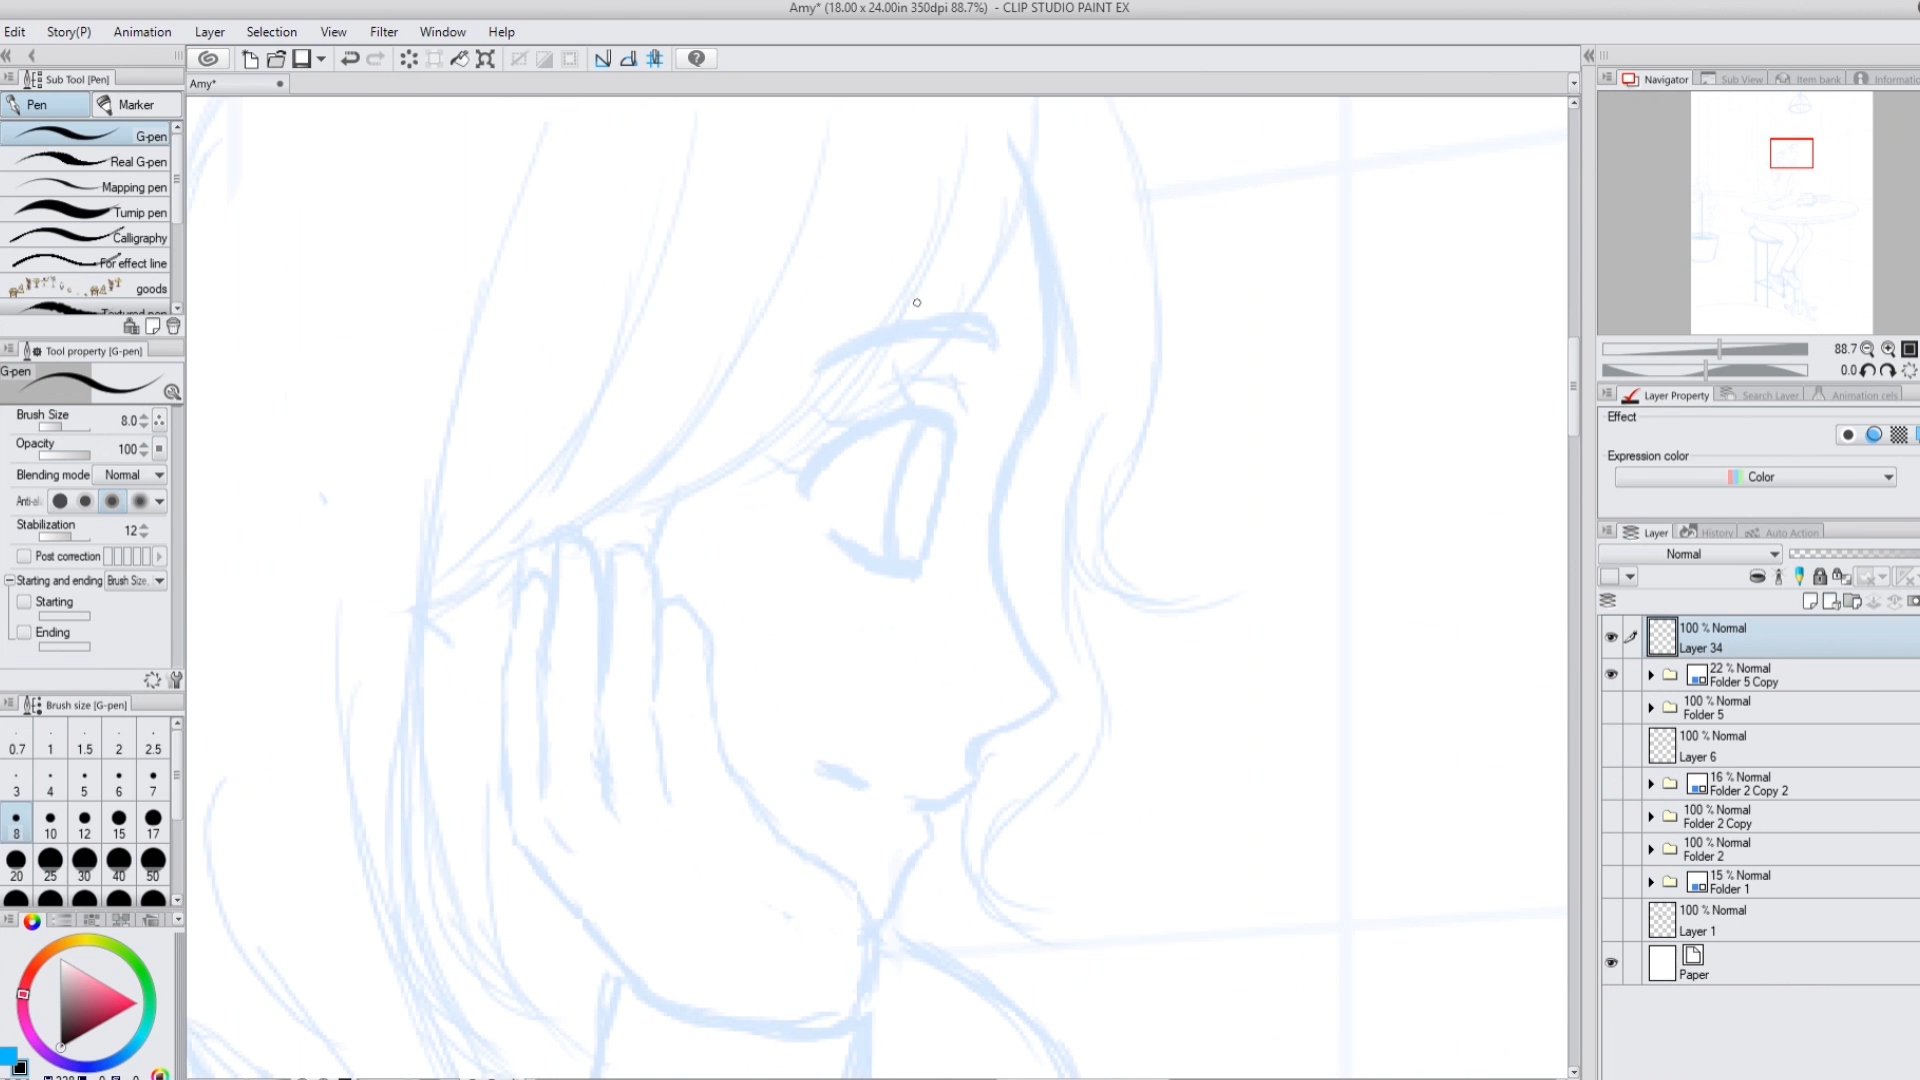 Amy* (18.00 x 24.00in 350dpi 88.7%) - CLIP STUDIO PAINT EX
Edit Story(P) Animation Layer Selection View Filter Window Help
Sub Tool [Pen]
Pen Marker
G-pen
Real G-pen
Mapping pen
Turnip pen
Calligraphy
For effect line
goods
Textured pen
Tool property [G-pen]
G-pen
Brush Size 8.0
Opacity 100
Blending mode Normal
Anti-ali
Stabilization 12
Post correction
Starting and ending Brush Size
Starting
Ending
Brush size [G-pen]
0.7 1 1.5 2 2.5
3 4 5 6 7
8 10 12 15 17
20 25 30 40 50
Amy*
Navigator Sub View Item bank Informatio
88.7
0.0
Layer Property Search Layer Animation cels
Effect
Expression color
Color
Layer History Auto Action
Normal
100 % Normal
Layer 34
22 % Normal
Folder 5 Copy
100 % Normal
Folder 5
100 % Normal
Layer 6
16 % Normal
Folder 2 Copy 2
100 % Normal
Folder 2 Copy
100 % Normal
Folder 2
15 % Normal
Folder 1
100 % Normal
Layer 1
Paper